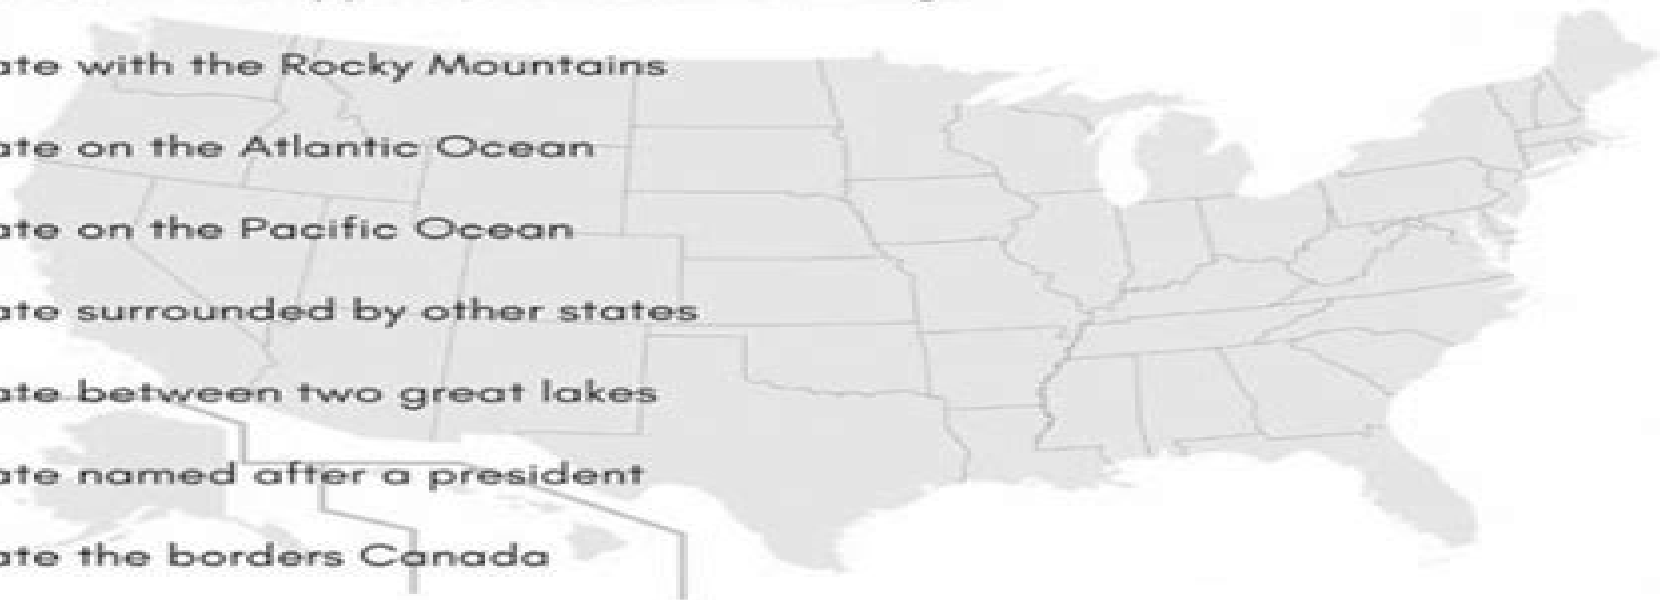 ate with the Rocky Mountains
ate on the Atlantic Ocean
ate on the Pacific Ocean
ate surrounded by other states
ate between two great lakes
ate named after a president
ate the borders Canada